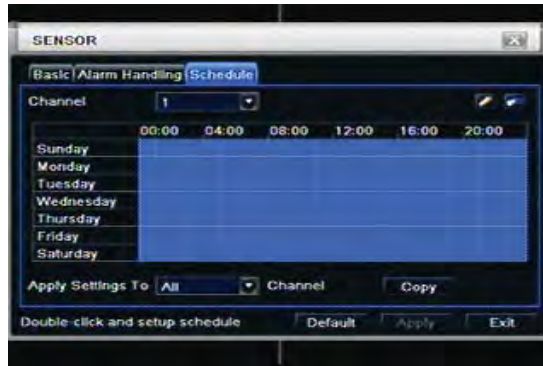 SENSOR
Basic Alarm Handling Schedule
Channel 1
00:00 04:00 08:00 12:00 16:00 20:00
Sunday
Monday
Tuesday
Wednesday
Thursday
Friday
Saturday
Apply Settings To All Channel Copy
Double-click and setup schedule Default Apply Exit